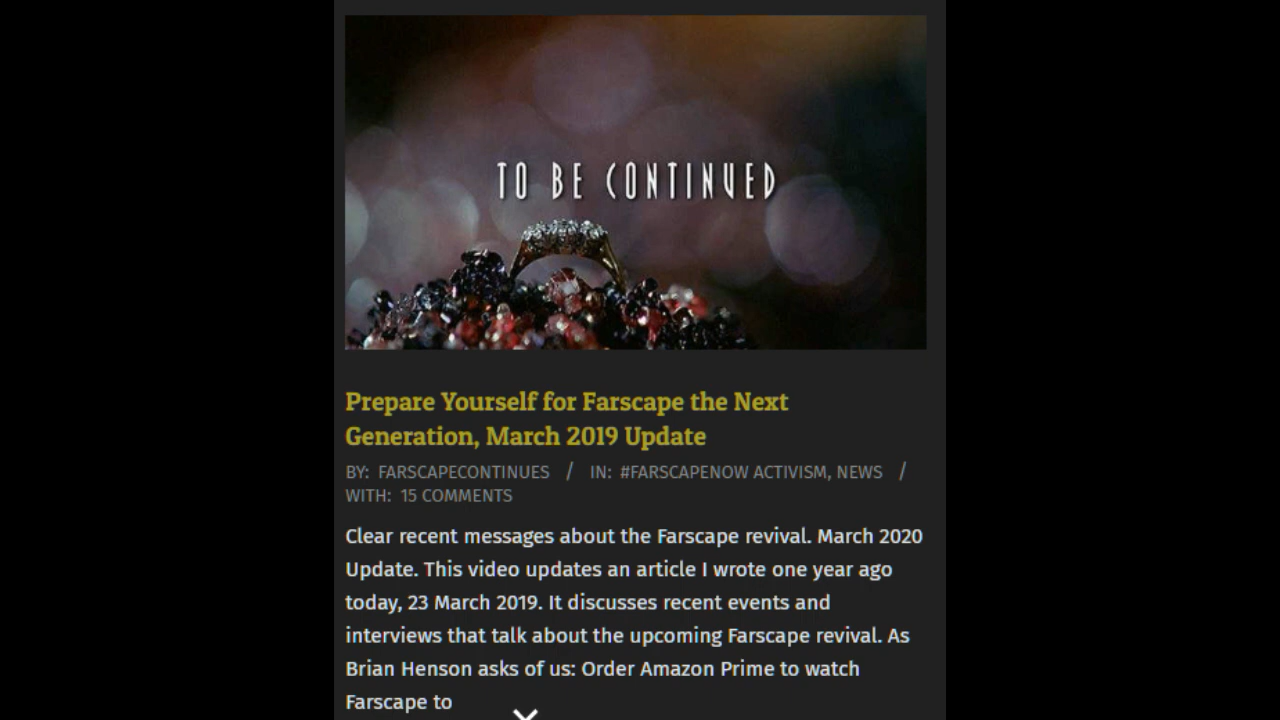 TO BE CONTINUED
Prepare Yourself for Farscape the Next
Generation, March 2019 Update
BY: FARSCAPECONTINUES / IN: #FARSCAPENOW ACTIVISM, NEWS /
WITH: 15 COMMENTS
Clear recent messages about the Farscape revival. March 2020
Update. This video updates an article I wrote one year ago
today, 23 March 2019. It discusses recent events and
interviews that talk about the upcoming Farscape revival. As
Brian Henson asks of us: Order Amazon Prime to watch
Farscape to